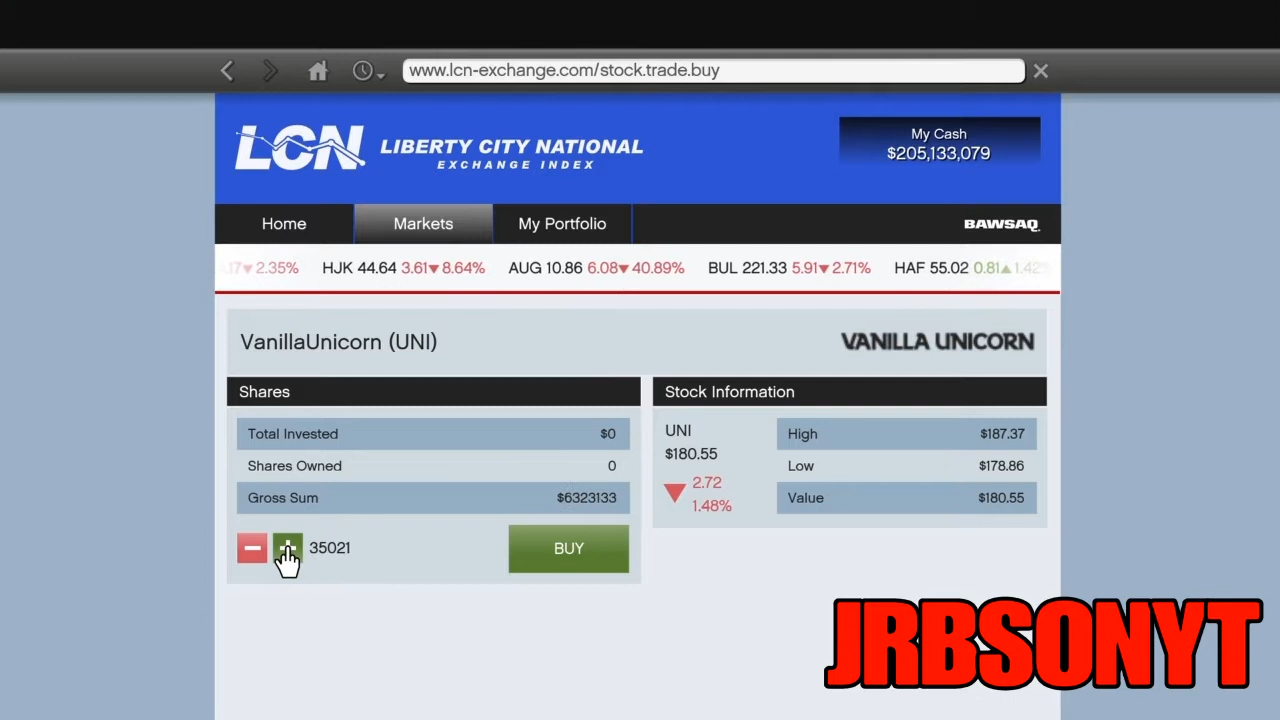 www.lcn-exchange.com/stock.trade.buy
LCN LIBERTY CITY NATIONAL
EXCHANGE INDEX
My Cash
$205,133,079
Home Markets My Portfolio BAWSAQ
17▼2.35% HJK 44.64 3.61▼8.64% AUG 10.86 6.08▼40.89% BUL 221.33 5.91▼2.71% HAF 55.02 0.81▲1.42%
VanillaUnicorn (UNI) VANILLA UNICORN
Shares
Total Invested $0
Shares Owned 0
Gross Sum $6323133
35021 BUY
Stock Information
UNI
$180.55
2.72
1.48%
High $187.37
Low $178.86
Value $180.55
JRBSONYT